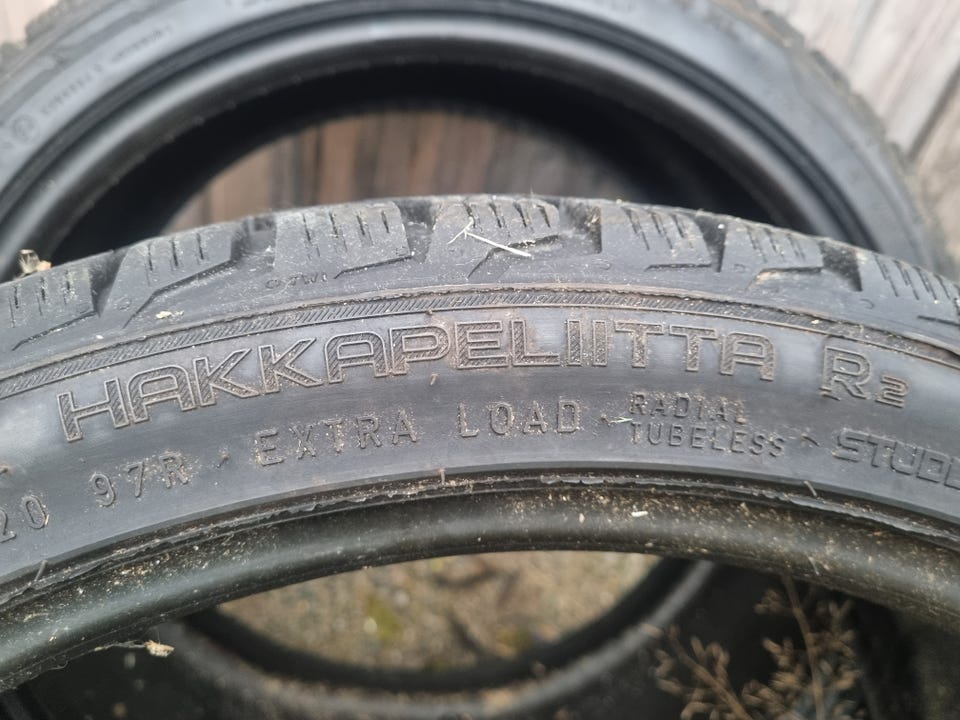 HAKKAPELIITTA R2
20 97R EXTRA LOAD RADIAL
TUBELESS